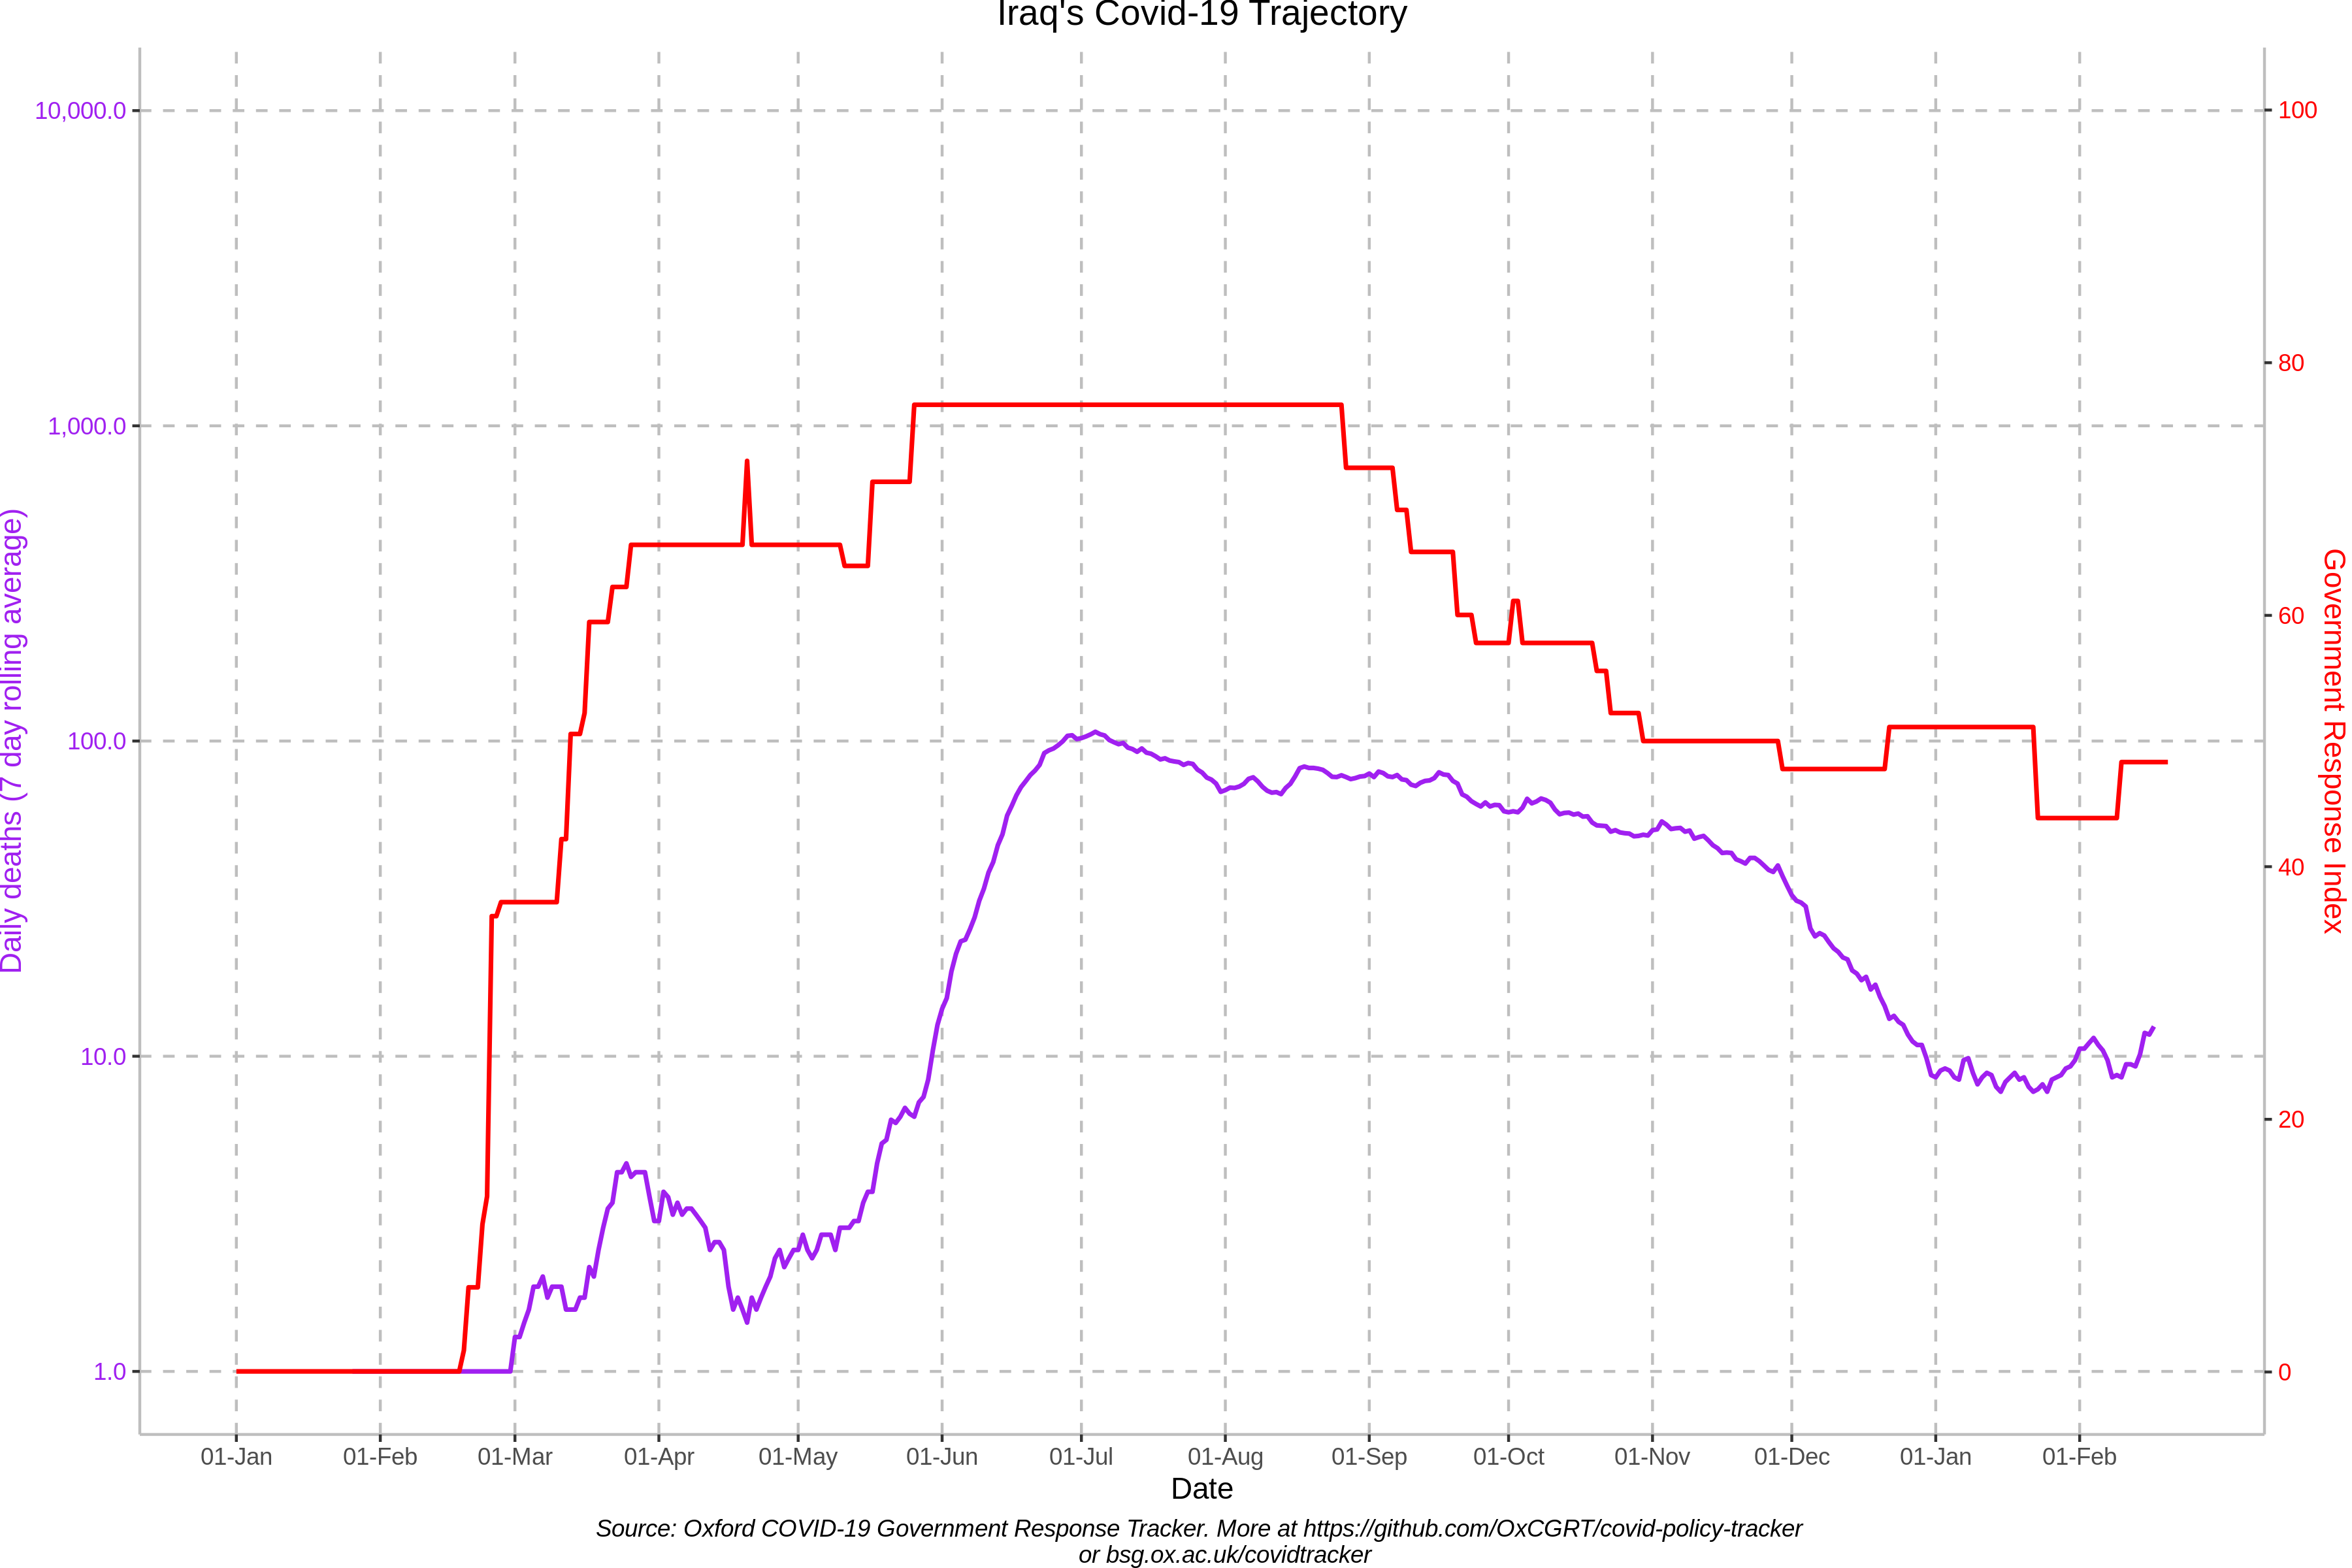 Iraq's Covid-19 Trajectory
10,000.0
1,000.0
100.0
10.0
1.0
Daily deaths (7 day rolling average)
100
80
60
40
20
0
Government Response Index
01-Jan 01-Feb 01-Mar 01-Apr 01-May 01-Jun 01-Jul 01-Aug 01-Sep 01-Oct 01-Nov 01-Dec 01-Jan 01-Feb
Date
Source: Oxford COVID-19 Government Response Tracker. More at https://github.com/OxCGRT/covid-policy-tracker
or bsg.ox.ac.uk/covidtracker